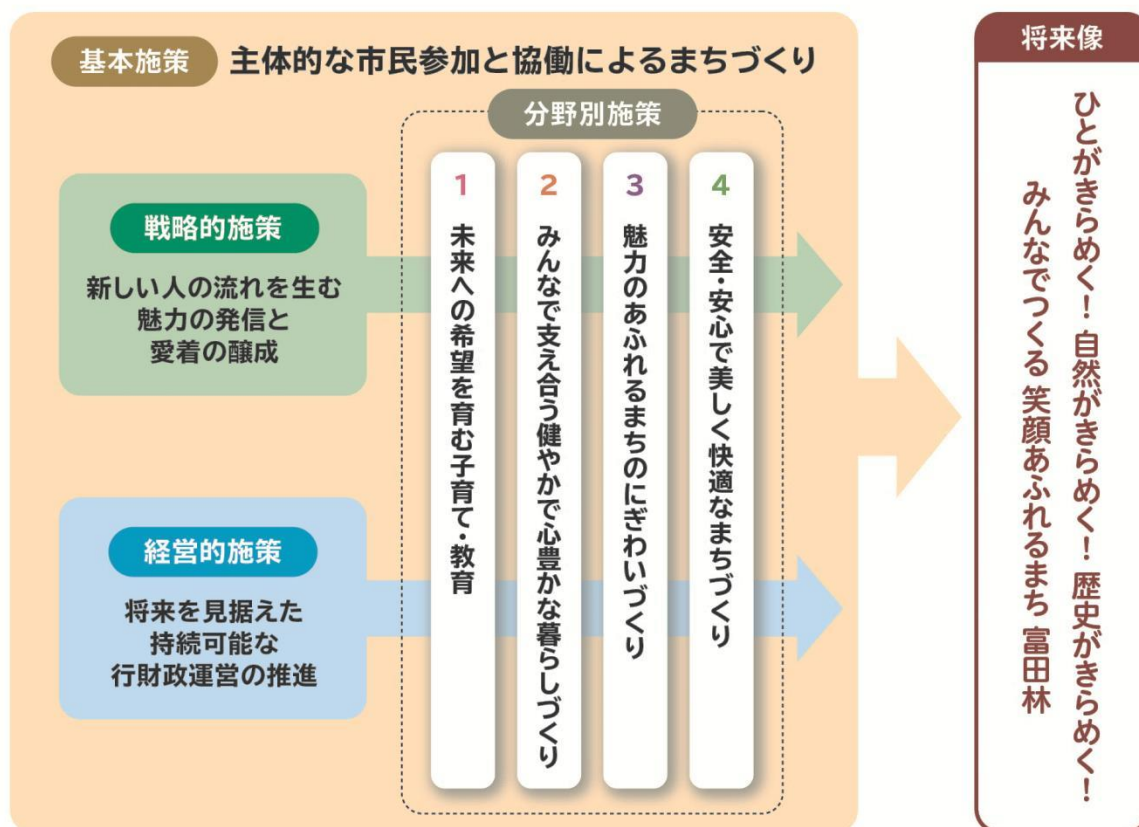 基本施策
主体的な市民参加と協働によるまちづくり
戦略的施策
新しい人の流れを生む
魅力の発信と
愛着の醸成
経営的施策
将来を見据えた
持続可能な
行財政運営の推進
分野別施策
1
未来への希望を育む子育て・教育
2
みんなで支え合う健やかで心豊かな暮らしづくり
3
魅力のあふれるまちのにぎわいづくり
4
安全・安心で美しく快適なまちづくり
将来像
ひとがきらめく！ 自然がきらめく！ 歴史がきらめく！
みんなでつくる 笑顔あふれるまち 富田林